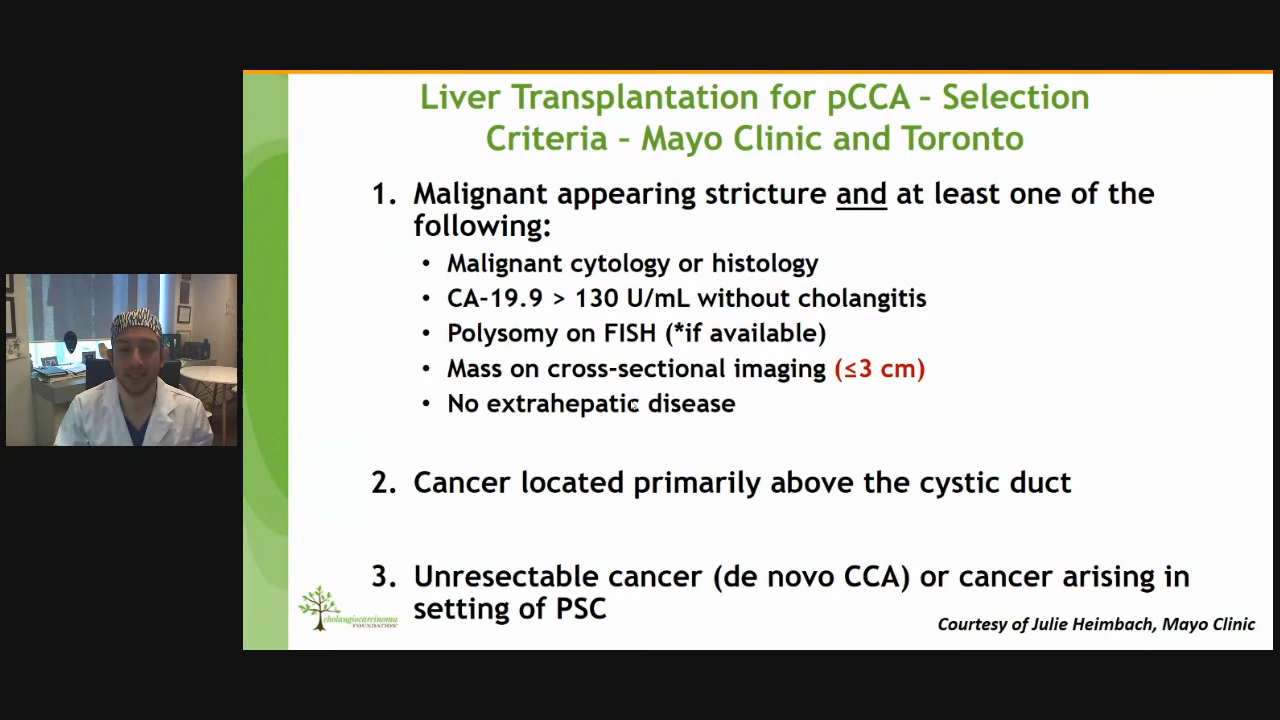 Liver Transplantation for pCCA – Selection
Criteria – Mayo Clinic and Toronto
1. Malignant appearing stricture and at least one of the
following:
• Malignant cytology or histology
• CA-19.9 > 130 U/mL without cholangitis
• Polysomy on FISH (*if available)
• Mass on cross-sectional imaging (≤3 cm)
• No extrahepatic disease
2. Cancer located primarily above the cystic duct
3. Unresectable cancer (de novo CCA) or cancer arising in
setting of PSC
cholangiocarcinoma
FOUNDATION
Courtesy of Julie Heimbach, Mayo Clinic